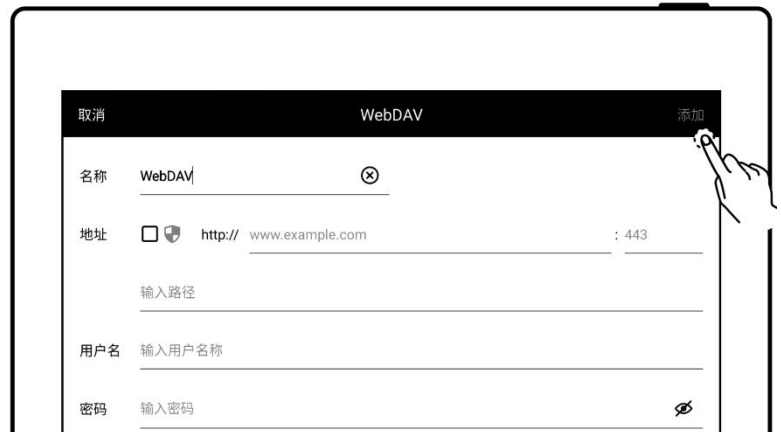 取消 WebDAV 添加
名称 WebDAV
地址 http:// www.example.com : 443
输入路径
用户名 输入用户名称
密码 输入密码